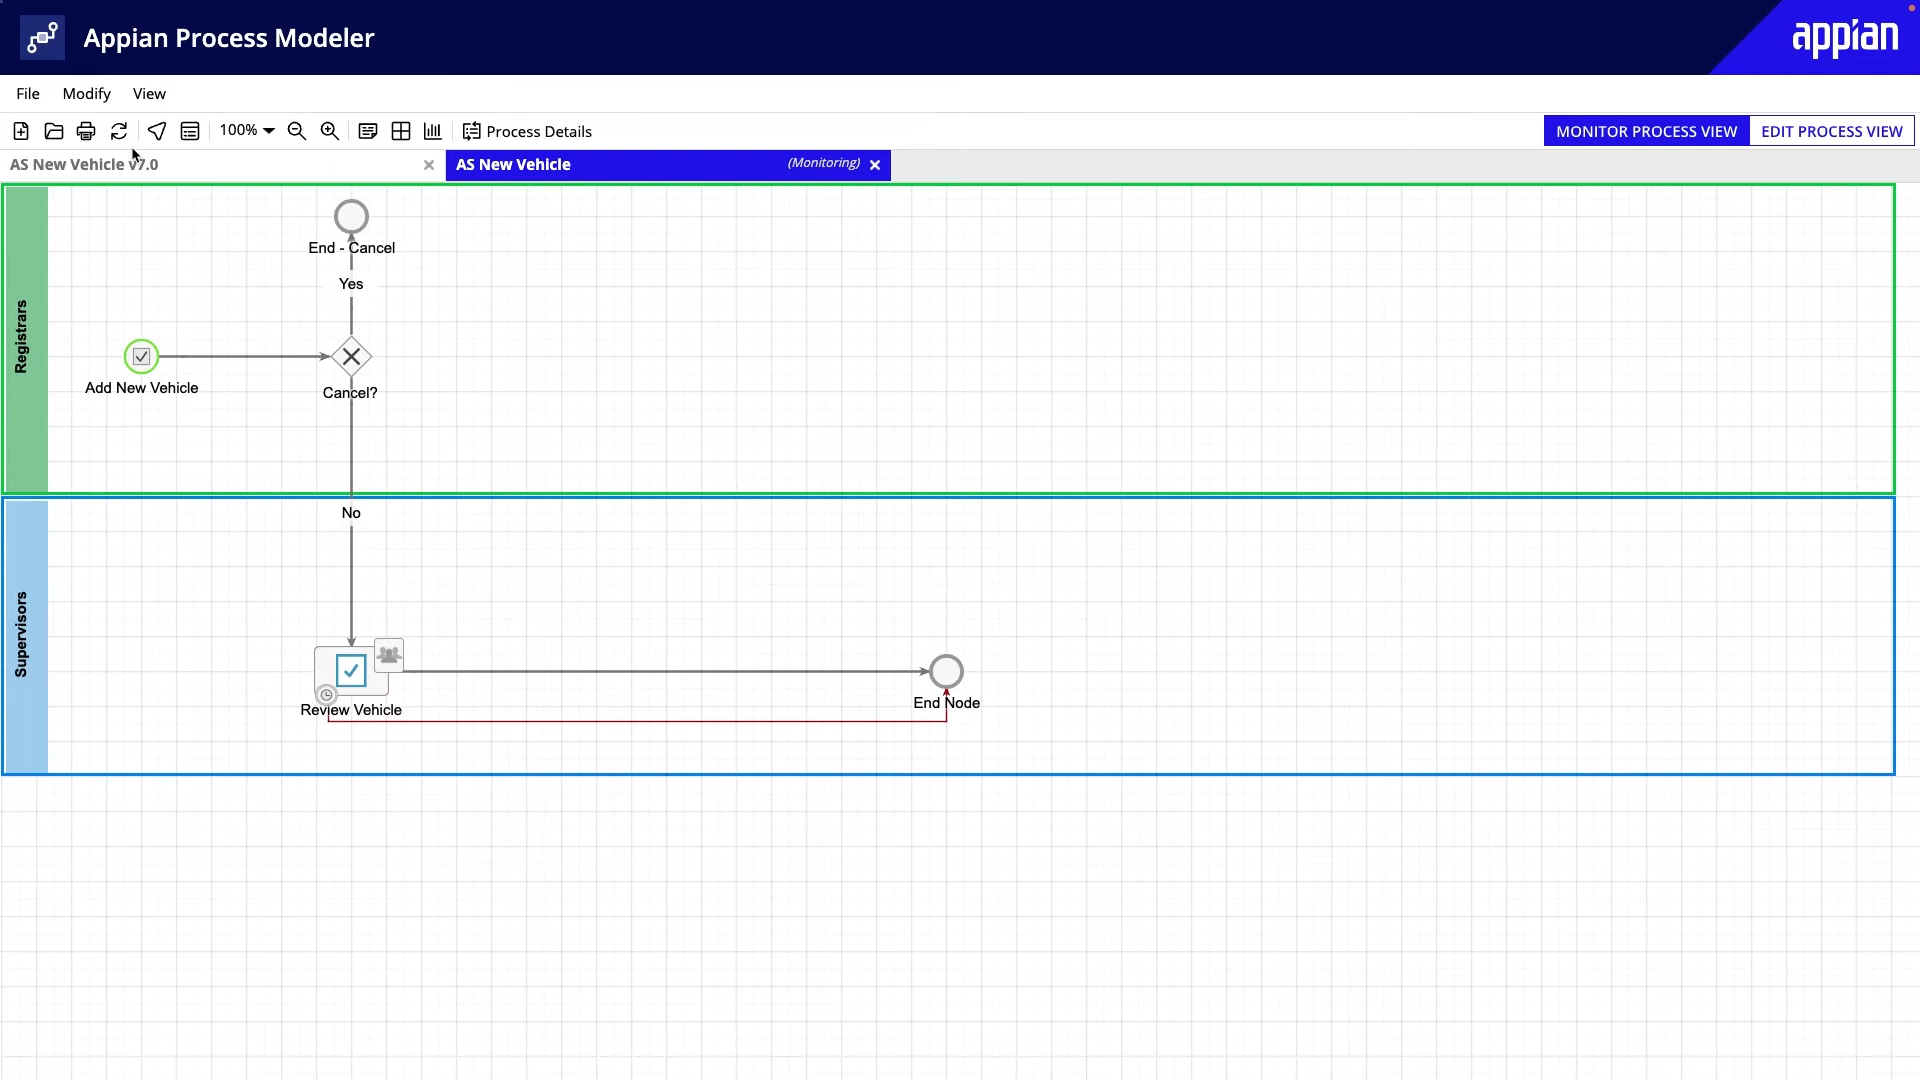 Appian Process Modeler
appian
File Modify View
100% Process Details MONITOR PROCESS VIEW EDIT PROCESS VIEW
AS New Vehicle v7.0 AS New Vehicle (Monitoring)
Registrars
End - Cancel
Yes
Add New Vehicle
Cancel?
No
Supervisors
Review Vehicle
End Node